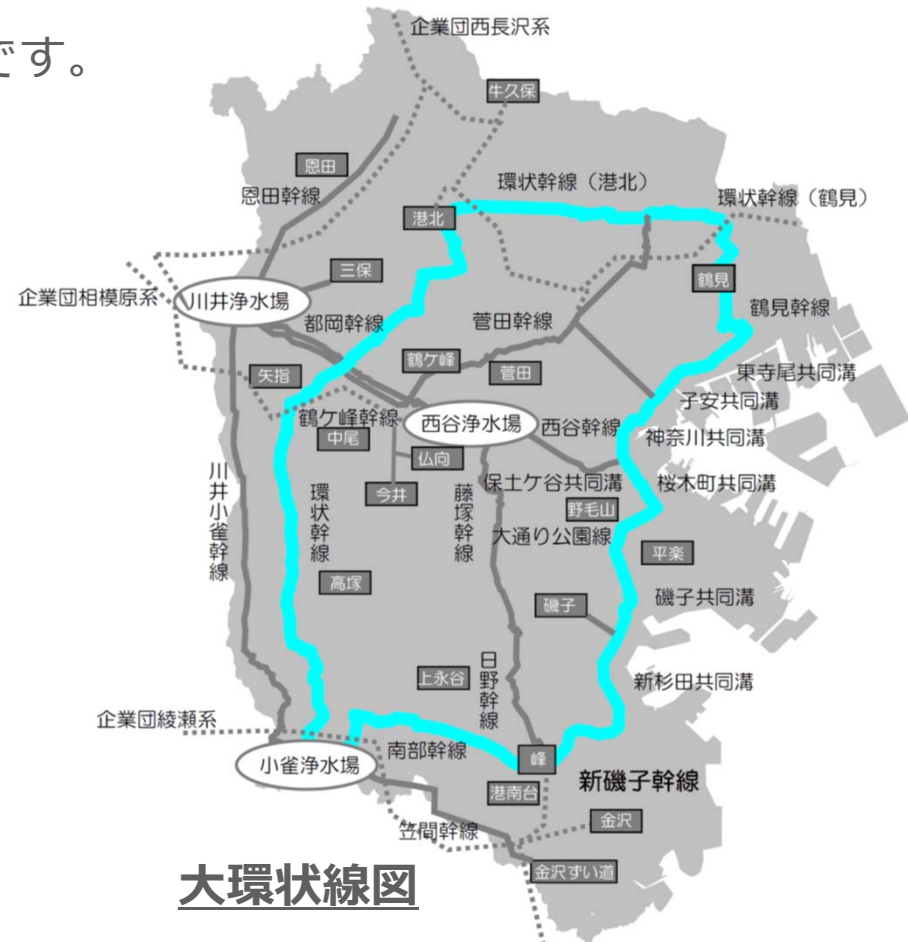 です。
企業団西長沢系
牛久保
恩田
恩田幹線
環状幹線（港北）
環状幹線（鶴見）
港北
三保
鶴見
企業団相模原系
川井浄水場
都岡幹線
菅田幹線
鶴見幹線
矢指
鶴ケ峰
菅田
東寺尾共同溝
子安共同溝
鶴ケ峰幹線
西谷浄水場
西谷幹線
神奈川共同溝
中尾
仏向
保土ケ谷共同溝
桜木町共同溝
今井
野毛山
川井小雀幹線
環状幹線
藤塚幹線
大通り公園線
平楽
高塚
磯子
磯子共同溝
上永谷
日野幹線
新杉田共同溝
企業団綾瀬系
小雀浄水場
南部幹線
峰
港南台
新磯子幹線
笠間幹線
金沢
金沢ずい道
大環状線図